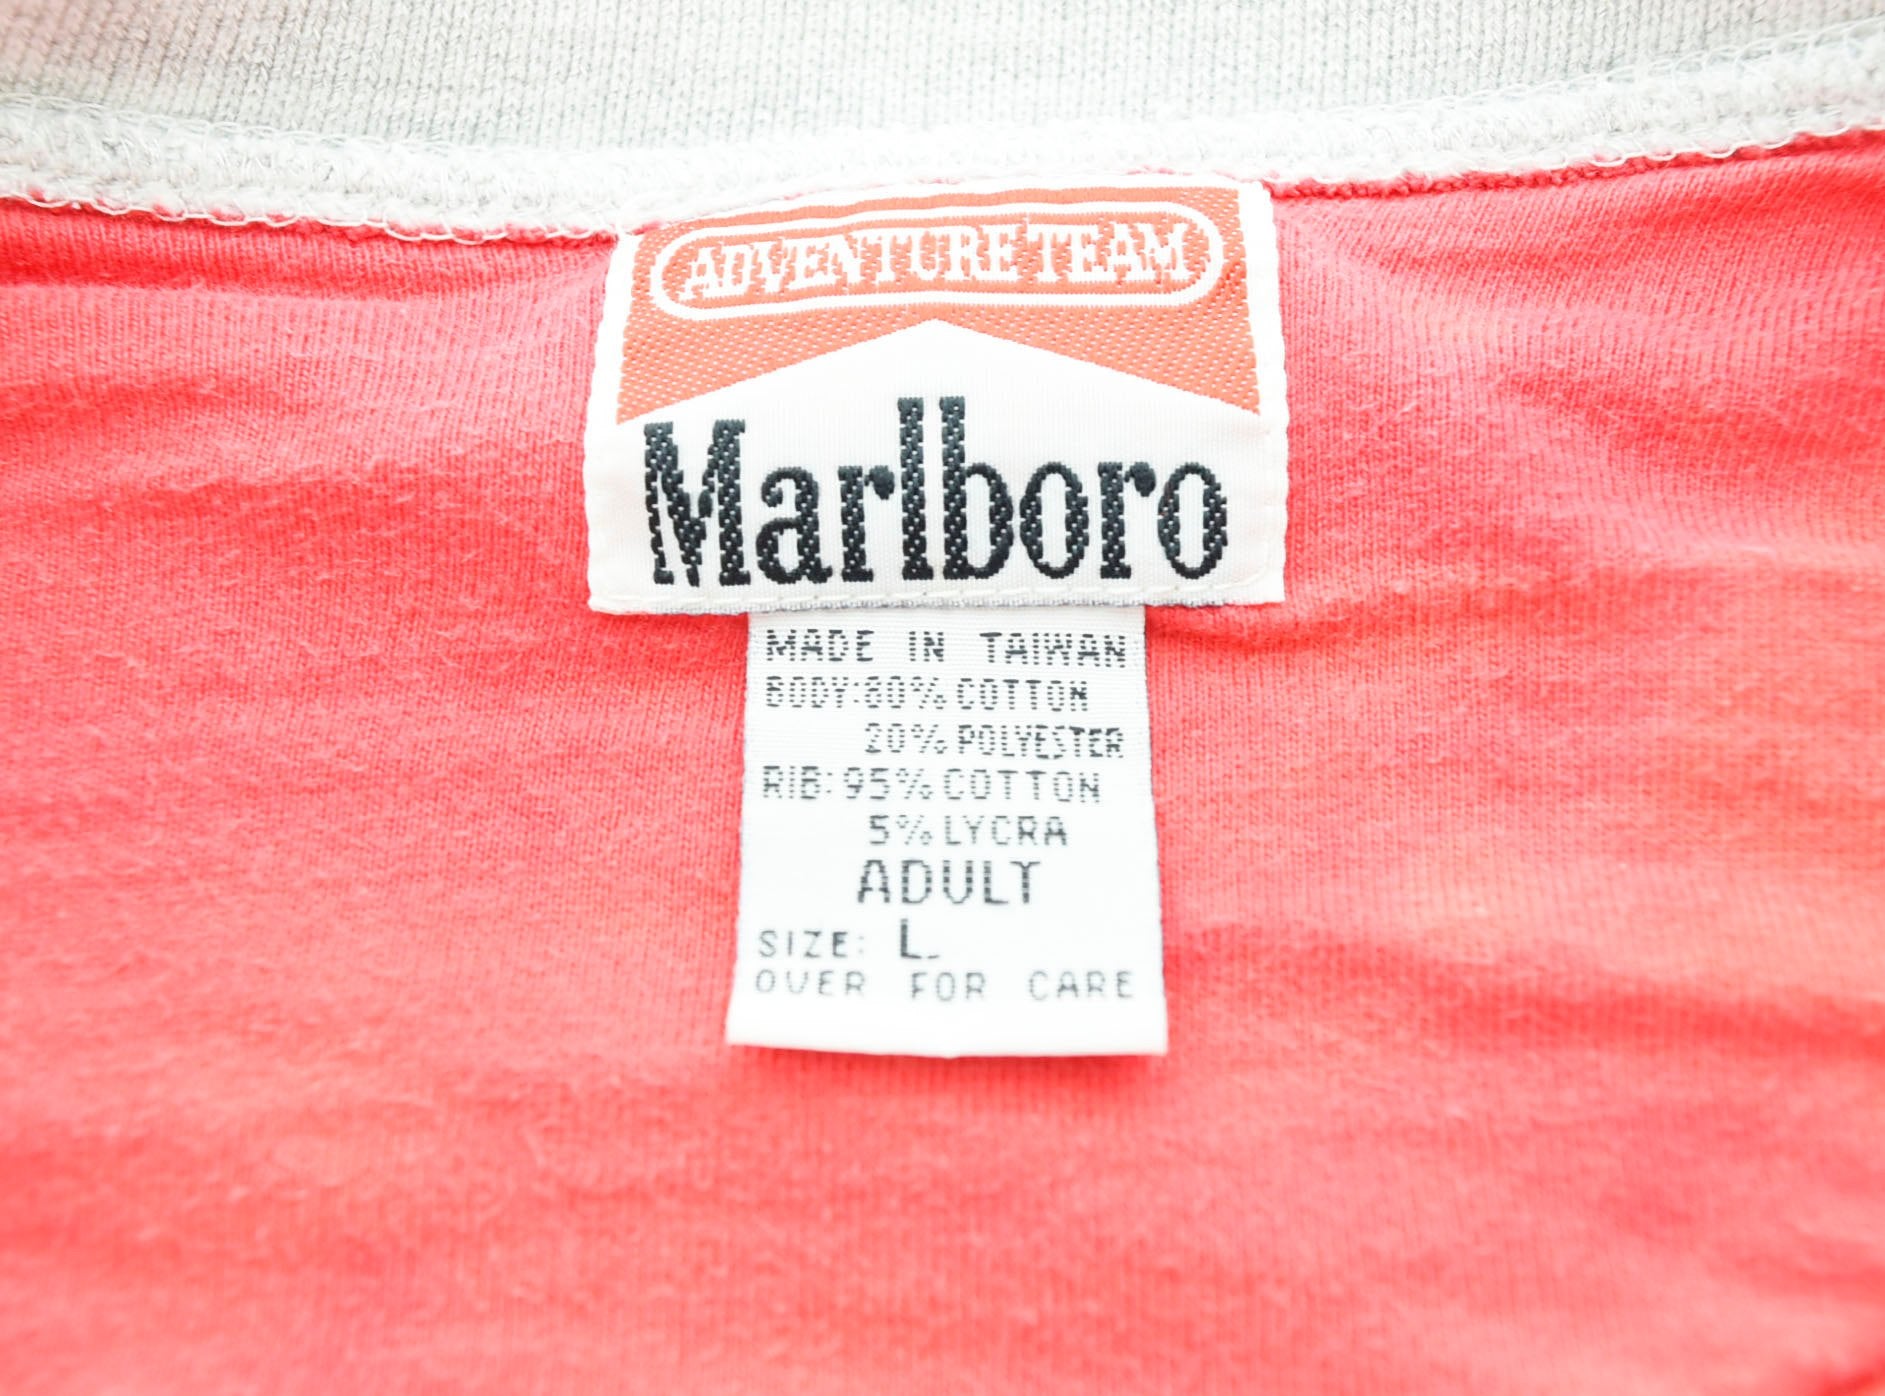 ADVENTURE TEAM
Marlboro
MADE IN TAIWAN
BODY:80% COTTON
20% POLYESTER
RIB: 95% COTTON
5% LYCRA
ADULT
SIZE: L
OVER FOR CARE